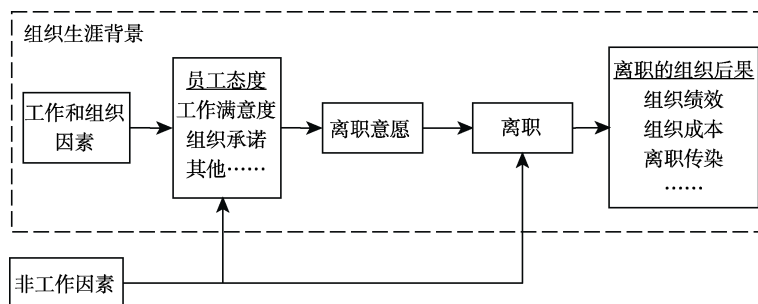 组织生涯背景
工作和组织
因素
员工态度
工作满意度
组织承诺
其他……
离职意愿
离职
离职的组织后果
组织绩效
组织成本
离职传染
……
非工作因素